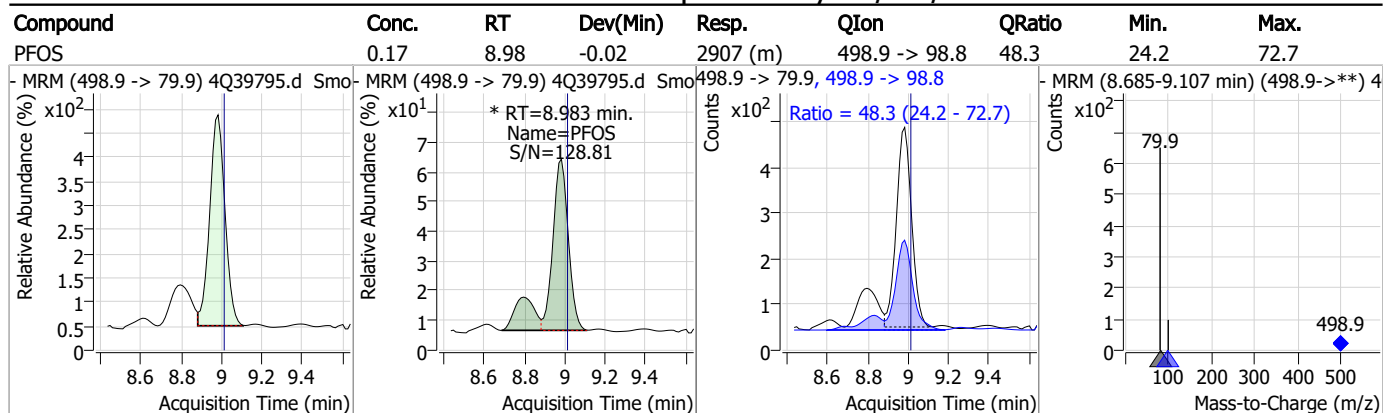 Compound Conc. RT Dev(Min) Resp. QIon QRatio Min. Max.
PFOS 0.17 8.98 -0.02 2907 (m) 498.9 -> 98.8 48.3 24.2 72.7
- MRM (498.9 -> 79.9) 4Q39795.d Smo
Relative Abundance (%)
x10²
4
3.5
3
2.5
2
1.5
1
0.5
0
8.6 8.8 9 9.2 9.4
Acquisition Time (min)
- MRM (498.9 -> 79.9) 4Q39795.d Smo
Relative Abundance (%)
x10¹
* RT=8.983 min.
Name=PFOS
S/N=128.81
7
6
5
4
3
2
1
0
8.6 8.8 9 9.2 9.4
Acquisition Time (min)
498.9 -> 79.9, 498.9 -> 98.8
Counts
x10²
Ratio = 48.3 (24.2 - 72.7)
4
3
2
1
0
8.6 8.8 9 9.2 9.4
Acquisition Time (min)
- MRM (8.685-9.107 min) (498.9->**) 4
Counts
x10²
79.9
6
5
4
3
2
1
0
498.9
100 200 300 400 500
Mass-to-Charge (m/z)